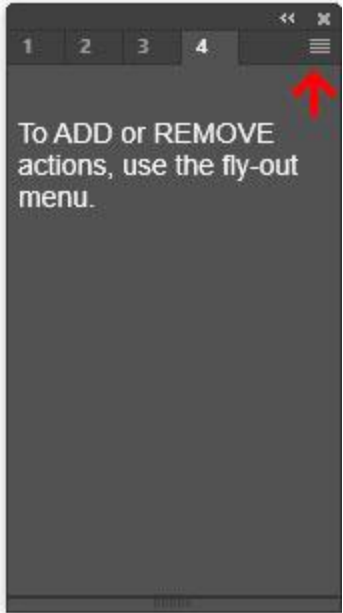 1 2 3 4
To ADD or REMOVE
actions, use the fly-out
menu.